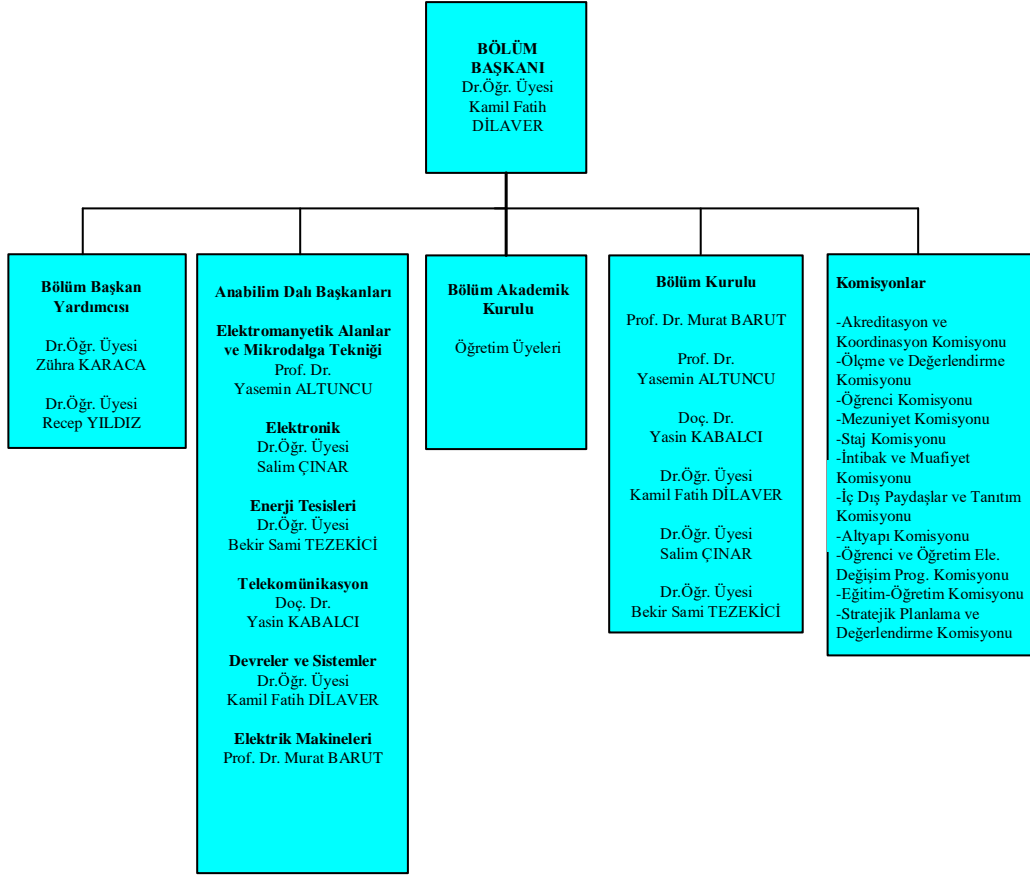 BÖLÜM
BAŞKANI
Dr.Öğr. Üyesi
Kamil Fatih
DİLAVER
Bölüm Başkan
Yardımcısı
Dr.Öğr. Üyesi
Zühra KARACA
Dr.Öğr. Üyesi
Recep YILDIZ
Anabilim Dalı Başkanları
Elektromanyetik Alanlar
ve Mikrodalga Tekniği
Prof. Dr.
Yasemin ALTUNCU
Elektronik
Dr.Öğr. Üyesi
Salim ÇINAR
Enerji Tesisleri
Dr.Öğr. Üyesi
Bekir Sami TEZEKİCİ
Telekomünikasyon
Doç. Dr.
Yasin KABALCI
Devreler ve Sistemler
Dr.Öğr. Üyesi
Kamil Fatih DİLAVER
Elektrik Makineleri
Prof. Dr. Murat BARUT
Bölüm Akademik
Kurulu
Öğretim Üyeleri
Bölüm Kurulu
Prof. Dr. Murat BARUT
Prof. Dr.
Yasemin ALTUNCU
Doç. Dr.
Yasin KABALCI
Dr.Öğr. Üyesi
Kamil Fatih DİLAVER
Dr.Öğr. Üyesi
Salim ÇINAR
Dr.Öğr. Üyesi
Bekir Sami TEZEKİCİ
Komisyonlar
-Akreditasyon ve
Koordinasyon Komisyonu
-Ölçme ve Değerlendirme
Komisyonu
-Öğrenci Komisyonu
-Mezuniyet Komisyonu
-Staj Komisyonu
-İntibak ve Muafiyet
Komisyonu
-İç Dış Paydaşlar ve Tanıtım
Komisyonu
-Altyapı Komisyonu
-Öğrenci ve Öğretim Ele.
Değişim Prog. Komisyonu
-Eğitim-Öğretim Komisyonu
-Stratejik Planlama ve
Değerlendirme Komisyonu